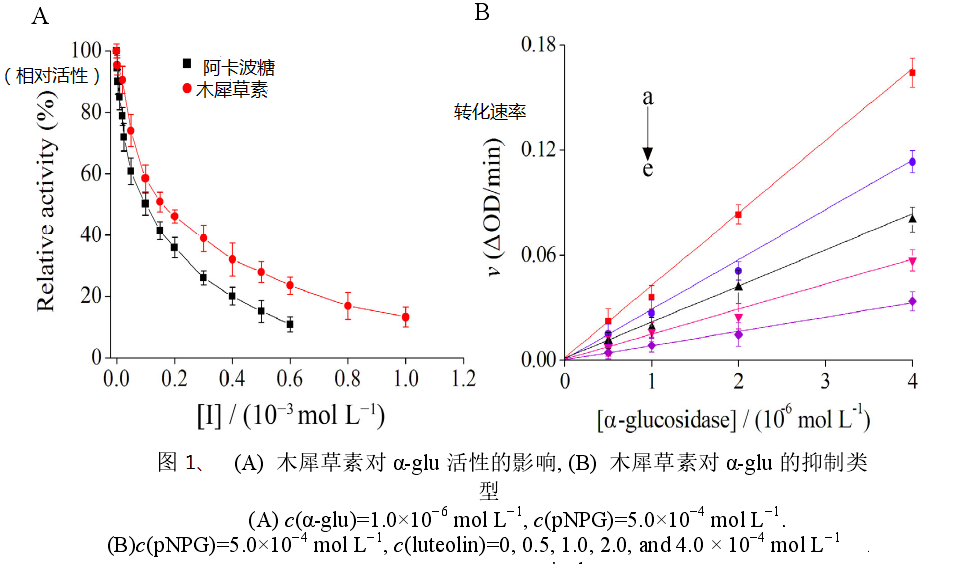 A
B
100
(相对活性)
80
60
40
20
0
Relative activity (%)
阿卡波糖
木犀草素
0.0 0.2 0.4 0.6 0.8 1.0 1.2
[I] / (10⁻³ mol L⁻¹)
0.18
0.12
0.06
0.00
转化速率
v (ΔOD/min)
a
e
0 1 2 3 4
[α-glucosidase] / (10⁻⁶ mol L⁻¹)
图 1、 (A) 木犀草素对 α-glu 活性的影响, (B) 木犀草素对 α-glu 的抑制类
型
(A) c(α-glu)=1.0×10⁻⁶ mol L⁻¹, c(pNPG)=5.0×10⁻⁴ mol L⁻¹.
(B)c(pNPG)=5.0×10⁻⁴ mol L⁻¹, c(luteolin)=0, 0.5, 1.0, 2.0, and 4.0 × 10⁻⁴ mol L⁻¹ .